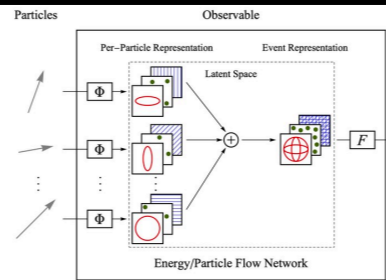 Particles
Observable
Per−Particle Representation
Event Representation
Latent Space
Φ
Φ
Φ
F
Energy/Particle Flow Network